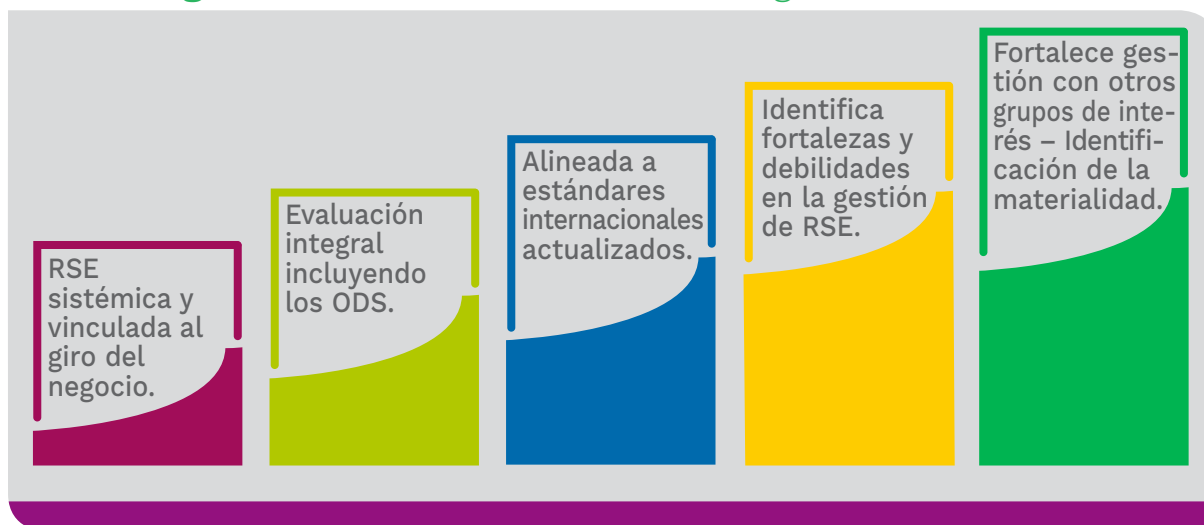 RSE
sistémica y
vinculada al
giro del
negocio.
Evaluación
integral
incluyendo
los ODS.
Alineada a
estándares
internacionales
actualizados.
Identifica
fortalezas y
debilidades
en la gestión
de RSE.
Fortalece ges-
tión con otros
grupos de inte-
rés – Identifi-
cación de la
materialidad.